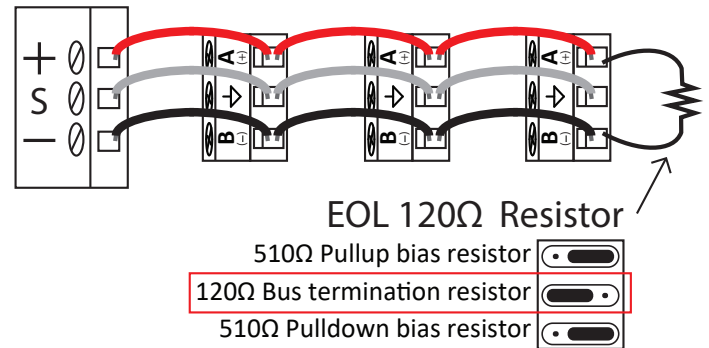 +
S
−
A (+)
B (−)
A (+)
B (−)
A (+)
B (−)
EOL 120Ω Resistor
510Ω Pullup bias resistor
120Ω Bus termination resistor
510Ω Pulldown bias resistor